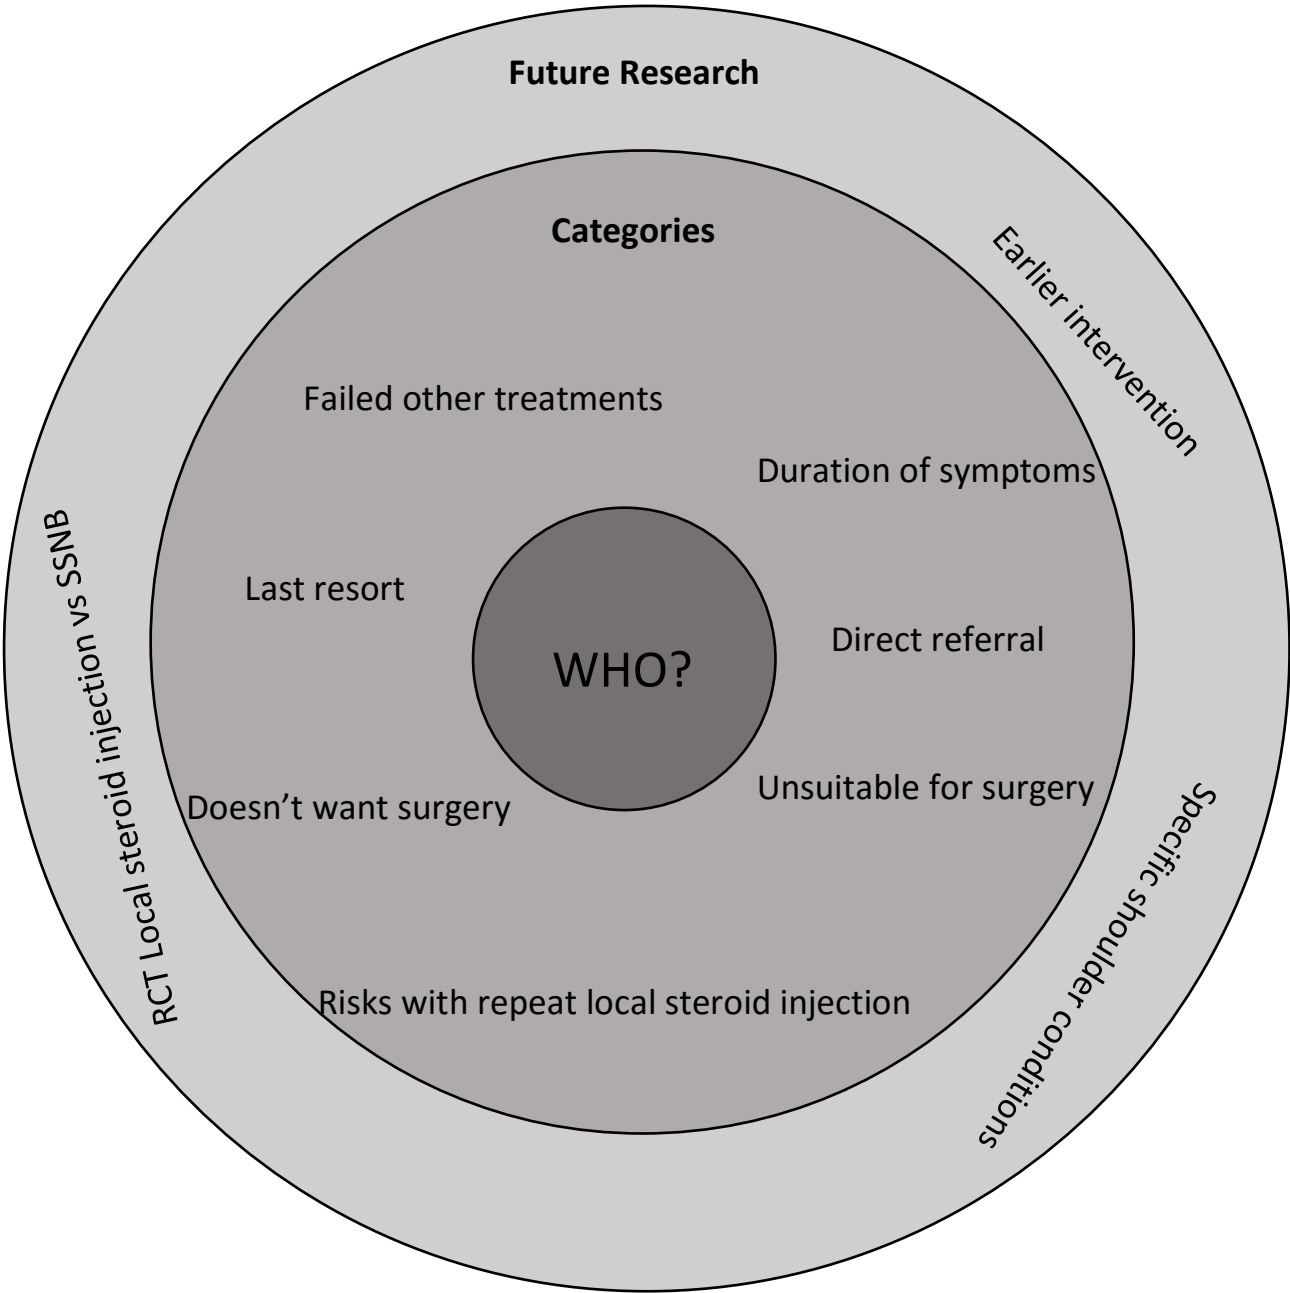 Future Research
Categories
Earlier intervention
Failed other treatments
Duration of symptoms
Last resort
Direct referral
WHO?
Unsuitable for surgery
Doesn’t want surgery
Risks with repeat local steroid injection
RCT Local steroid injection vs SSNB
Specific shoulder conditions